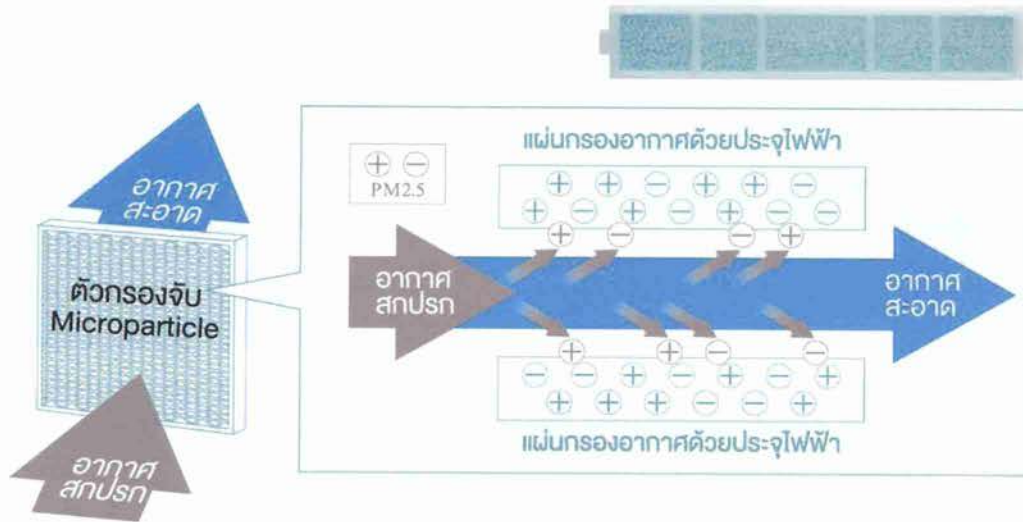 แผ่นกรองอากาศด้วยประจุไฟฟ้า
PM2.5
อากาศ
สะอาด
ตัวกรองจับ
Microparticle
อากาศ
สกปรก
อากาศ
สกปรก
อากาศ
สะอาด
แผ่นกรองอากาศด้วยประจุไฟฟ้า